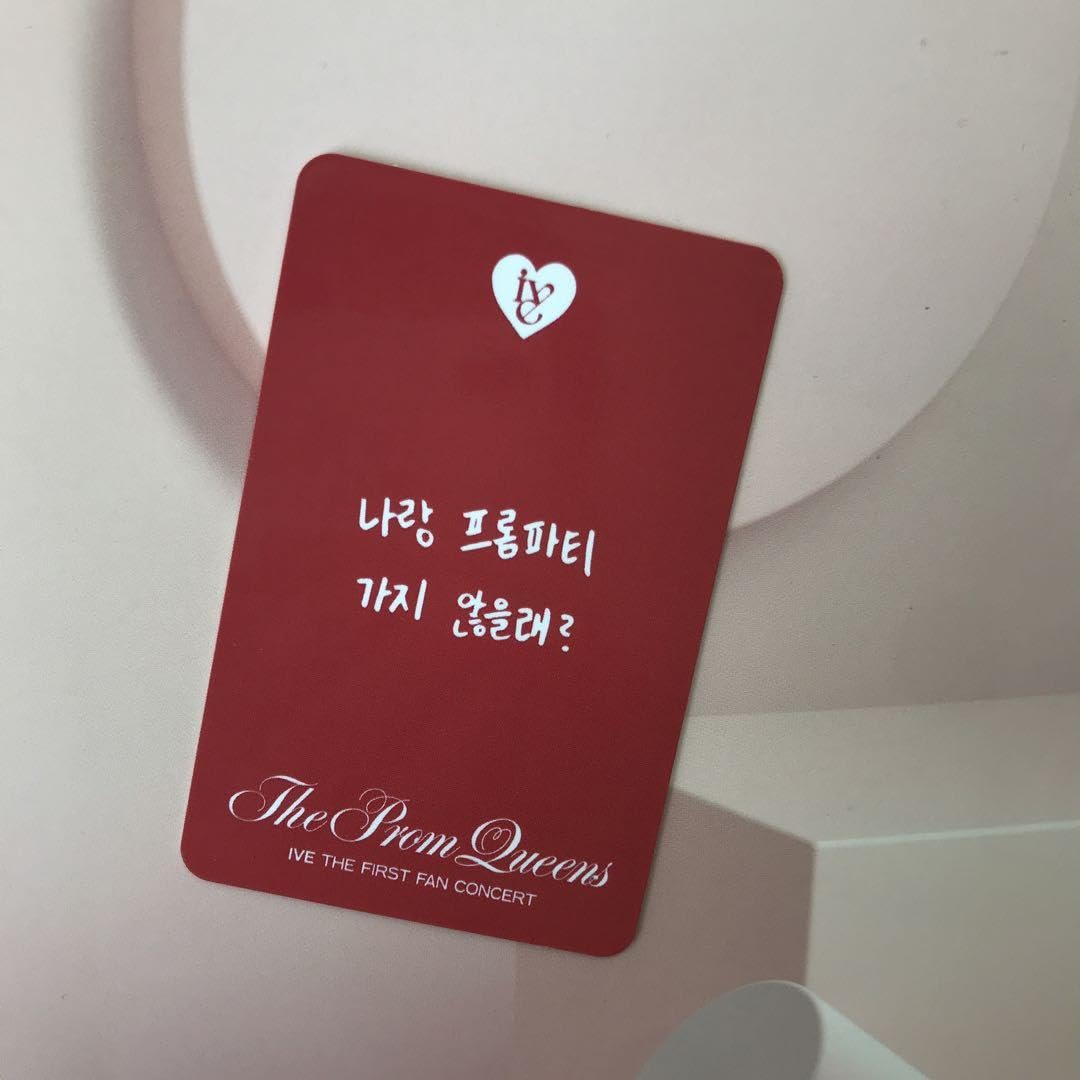 ive
나랑 프롬파티
가지 않을래?
The Prom Queens
IVE THE FIRST FAN CONCERT